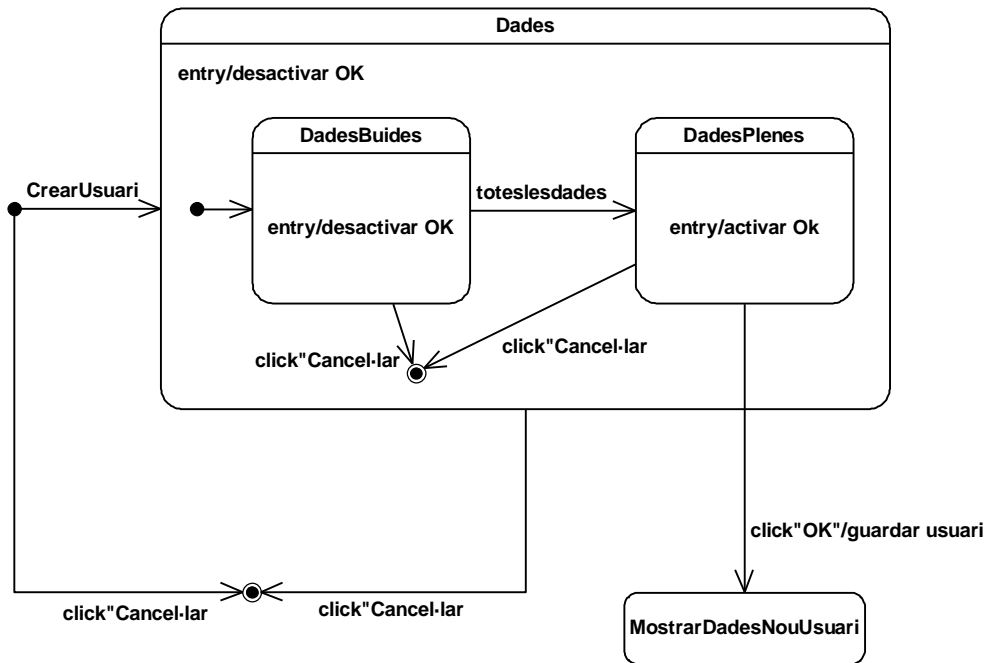 Dades
entry/desactivar OK
DadesBuides
DadesPlenes
CrearUsuari
toteslesdades
entry/desactivar OK
entry/activar Ok
click"Cancel·lar
click"Cancel·lar
click"OK"/guardar usuari
click"Cancel·lar
click"Cancel·lar
MostrarDadesNouUsuari